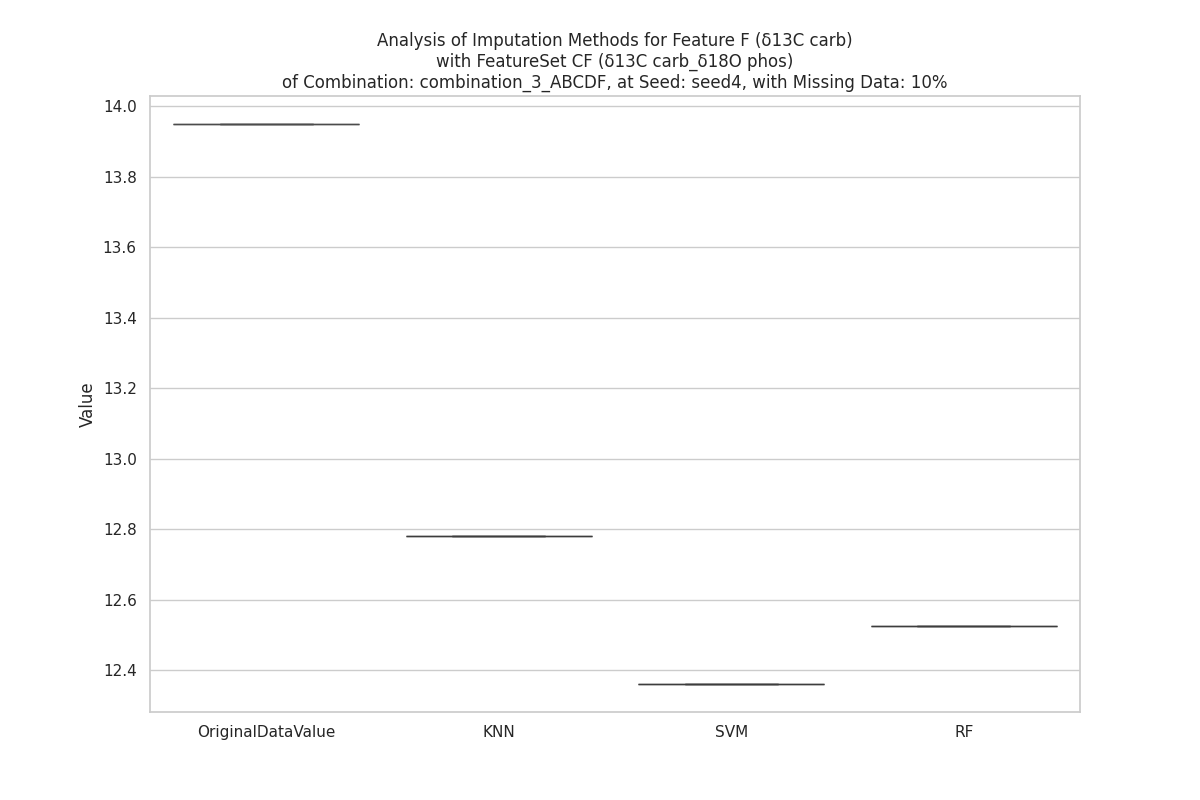 Analysis of Imputation Methods for Feature F (δ13C carb)
with FeatureSet CF (δ13C carb_δ18O phos)
of Combination: combination_3_ABCDF, at Seed: seed4, with Missing Data: 10%
14.0
13.8
13.6
13.4
13.2
13.0
12.8
12.6
12.4
Value
OriginalDataValue
KNN
SVM
RF